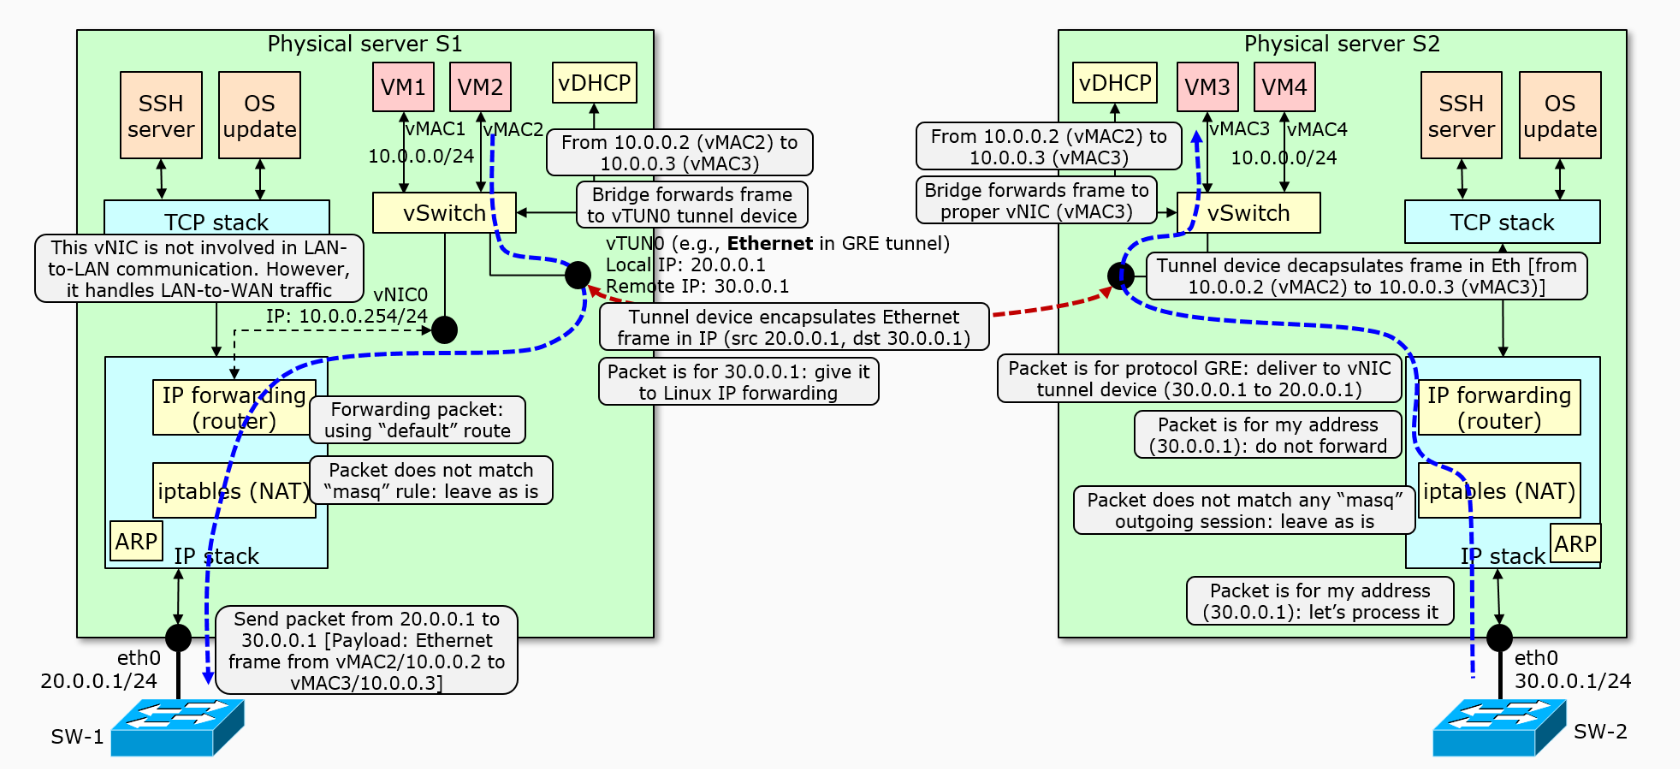 Physical server S1
SSH
server
OS
update
VM1
VM2
vDHCP
vMAC1
vMAC2
10.0.0.0/24
From 10.0.0.2 (vMAC2) to
10.0.0.3 (vMAC3)
Bridge forwards frame
to vTUN0 tunnel device
vSwitch
TCP stack
This vNIC is not involved in LAN-
to-LAN communication. However,
it handles LAN-to-WAN traffic
vTUN0 (e.g., Ethernet in GRE tunnel)
Local IP: 20.0.0.1
Remote IP: 30.0.0.1
vNIC0
IP: 10.0.0.254/24
Tunnel device encapsulates Ethernet
frame in IP (src 20.0.0.1, dst 30.0.0.1)
Packet is for 30.0.0.1: give it
to Linux IP forwarding
IP forwarding
(router)
Forwarding packet:
using “default” route
iptables (NAT)
Packet does not match
“masq” rule: leave as is
ARP
IP stack
Send packet from 20.0.0.1 to
30.0.0.1 [Payload: Ethernet
frame from vMAC2/10.0.0.2 to
vMAC3/10.0.0.3]
eth0
20.0.0.1/24
SW-1
Physical server S2
vDHCP
VM3
VM4
SSH
server
OS
update
vMAC3
vMAC4
10.0.0.0/24
From 10.0.0.2 (vMAC2) to
10.0.0.3 (vMAC3)
Bridge forwards frame to
proper vNIC (vMAC3)
vSwitch
TCP stack
Tunnel device decapsulates frame in Eth [from
10.0.0.2 (vMAC2) to 10.0.0.3 (vMAC3)]
Packet is for protocol GRE: deliver to vNIC
tunnel device (30.0.0.1 to 20.0.0.1)
IP forwarding
(router)
Packet is for my address
(30.0.0.1): do not forward
iptables (NAT)
Packet does not match any “masq”
outgoing session: leave as is
IP stack
ARP
Packet is for my address
(30.0.0.1): let’s process it
eth0
30.0.0.1/24
SW-2